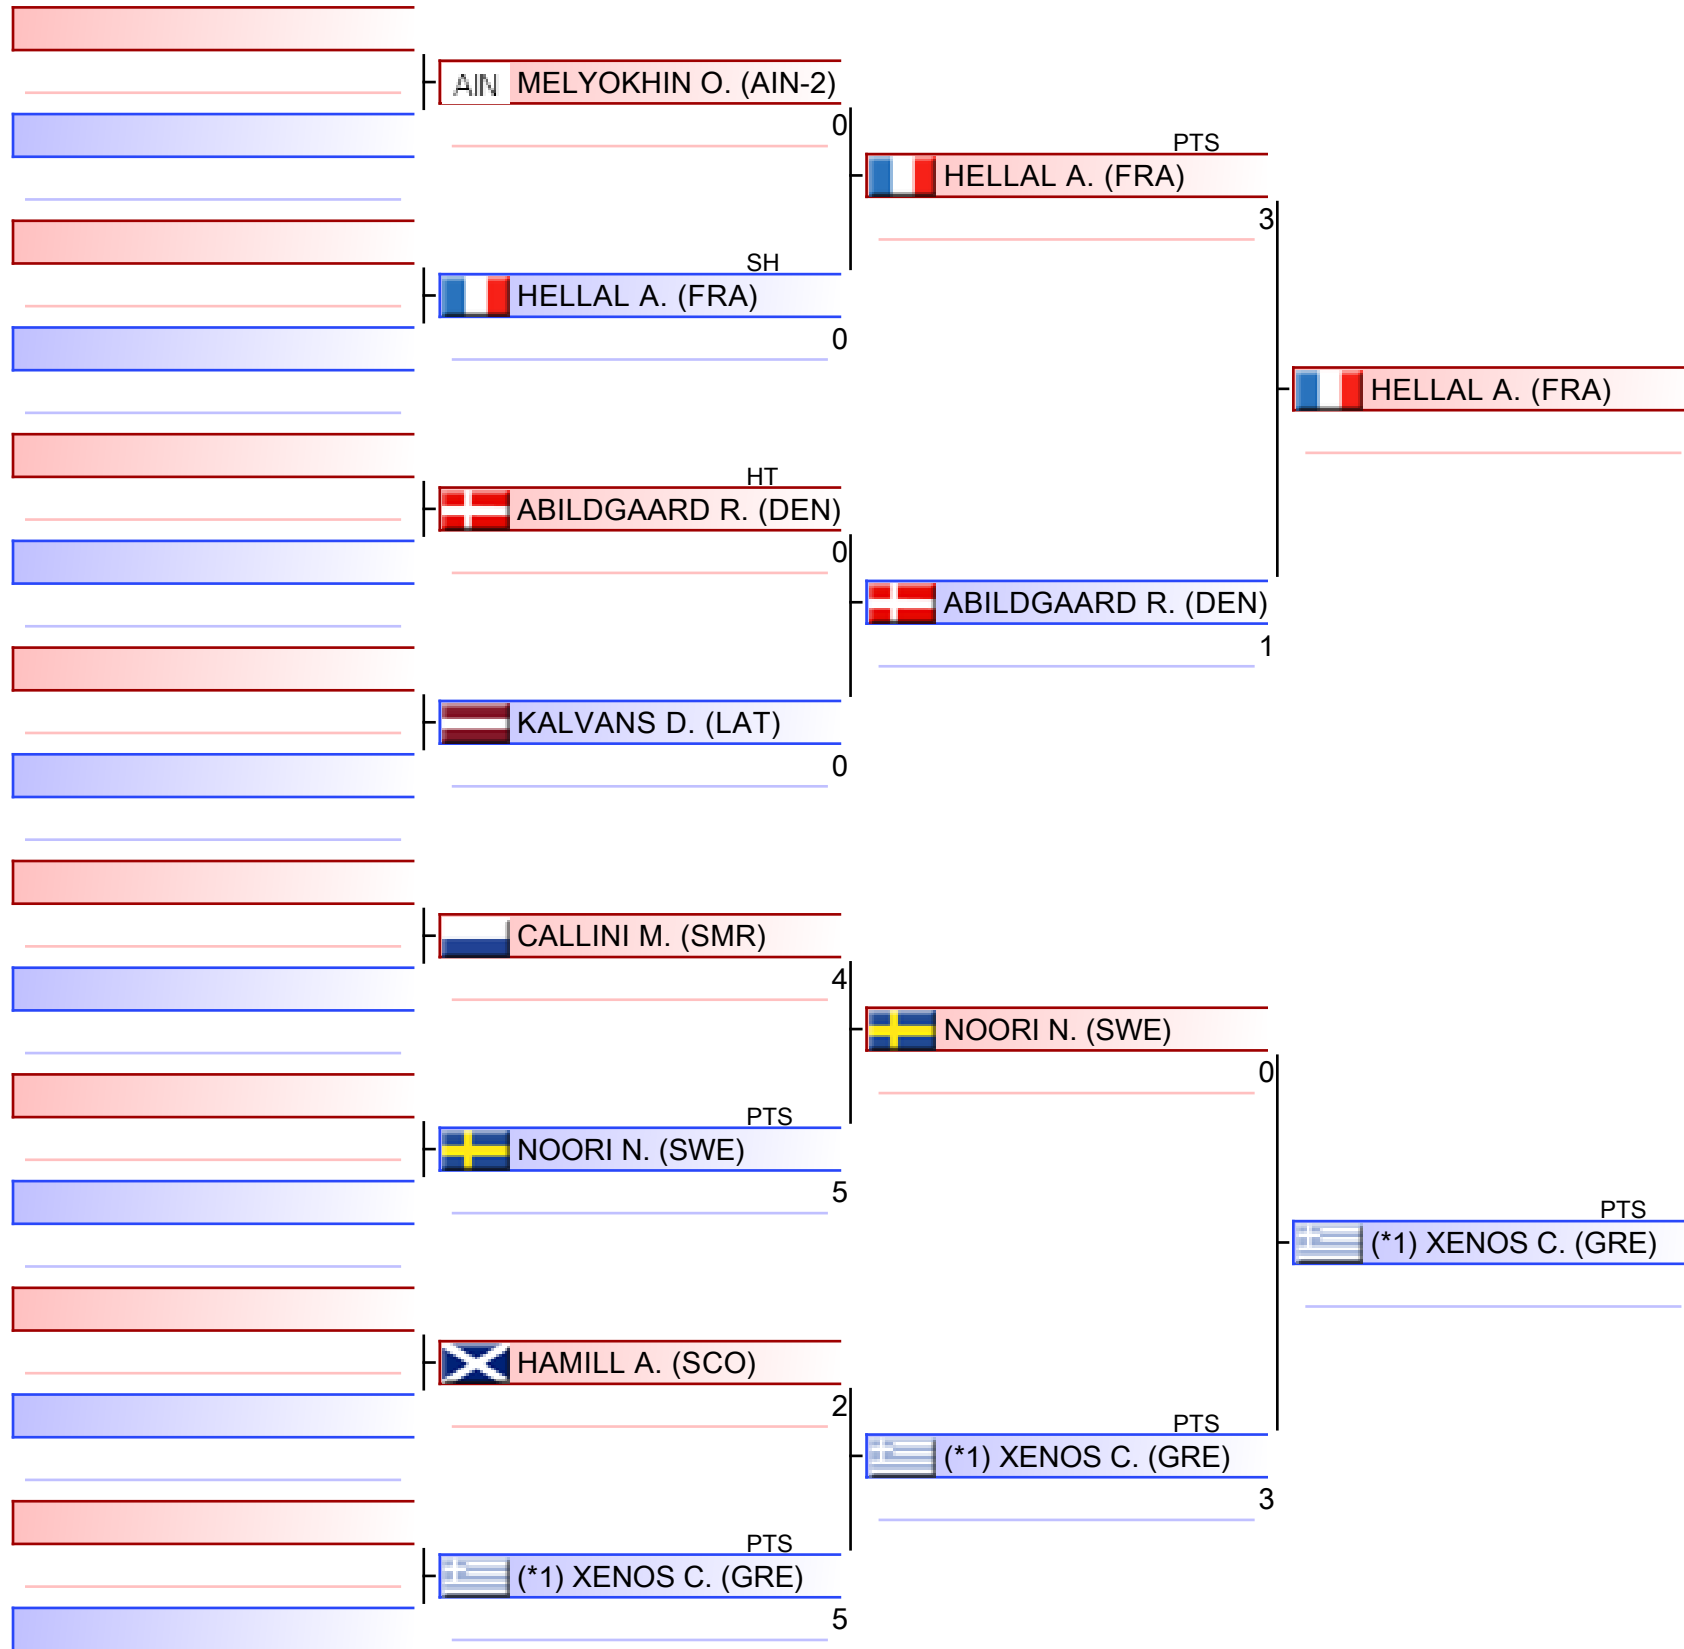 AIN MELYOKHIN O. (AIN-2)
0
PTS
HELLAL A. (FRA)
3
SH
HELLAL A. (FRA)
0
HELLAL A. (FRA)
HT
ABILDGAARD R. (DEN)
0
ABILDGAARD R. (DEN)
1
KALVANS D. (LAT)
0
CALLINI M. (SMR)
4
NOORI N. (SWE)
0
PTS
NOORI N. (SWE)
5
PTS
(*1) XENOS C. (GRE)
HAMILL A. (SCO)
2
PTS
(*1) XENOS C. (GRE)
3
PTS
(*1) XENOS C. (GRE)
5